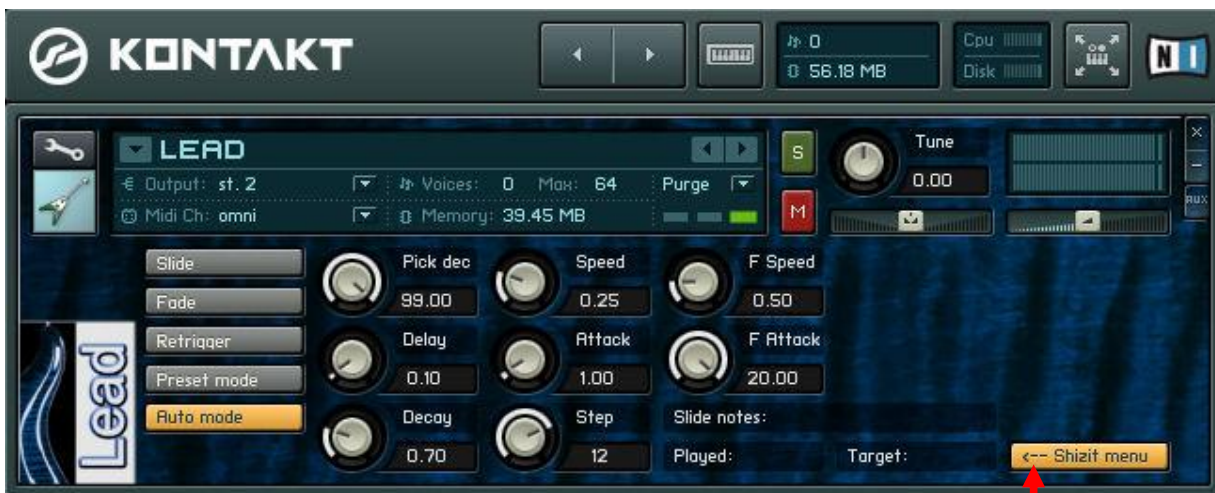 KONTAKT
0
56.18 MB
Cpu
Disk
N I
LEAD
S
Tune
0.00
Output: st. 2
Voices: 0 Max: 64
Purge
Midi Ch: omni
Memory: 39.45 MB
M
AUX
Slide
Pick dec
Speed
F Speed
Fade
99.00
0.25
0.50
Retrigger
Delay
Attack
F Attack
Preset mode
0.10
1.00
20.00
Auto mode
Decay
Step
Slide notes:
0.70
12
Played:
Target:
<-- Shizit menu
Lead